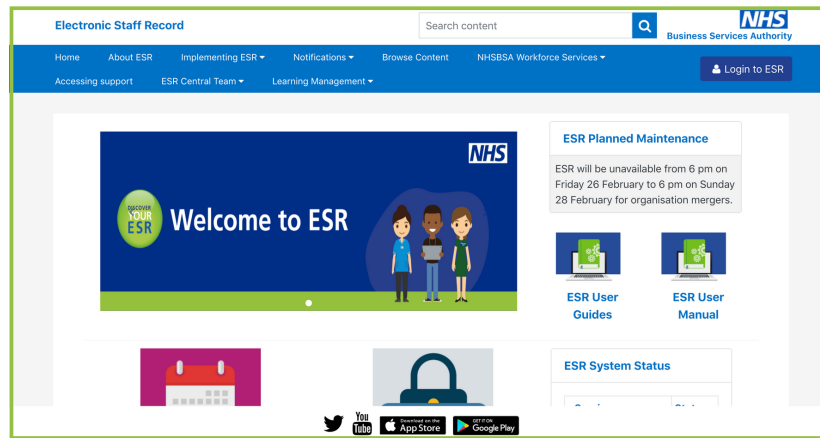 Electronic Staff Record
Search content
NHS
Business Services Authority
Home About ESR Implementing ESR Notifications Browse Content NHSBSA Workforce Services
Login to ESR
Accessing support ESR Central Team Learning Management
NHS
DISCOVER
YOUR
ESR
Welcome to ESR
ESR Planned Maintenance
ESR will be unavailable from 6 pm on
Friday 26 February to 6 pm on Sunday
28 February for organisation mergers.
ESR User
Guides
ESR User
Manual
ESR System Status
You
Tube
Download on the
App Store
GET IT ON
Google Play